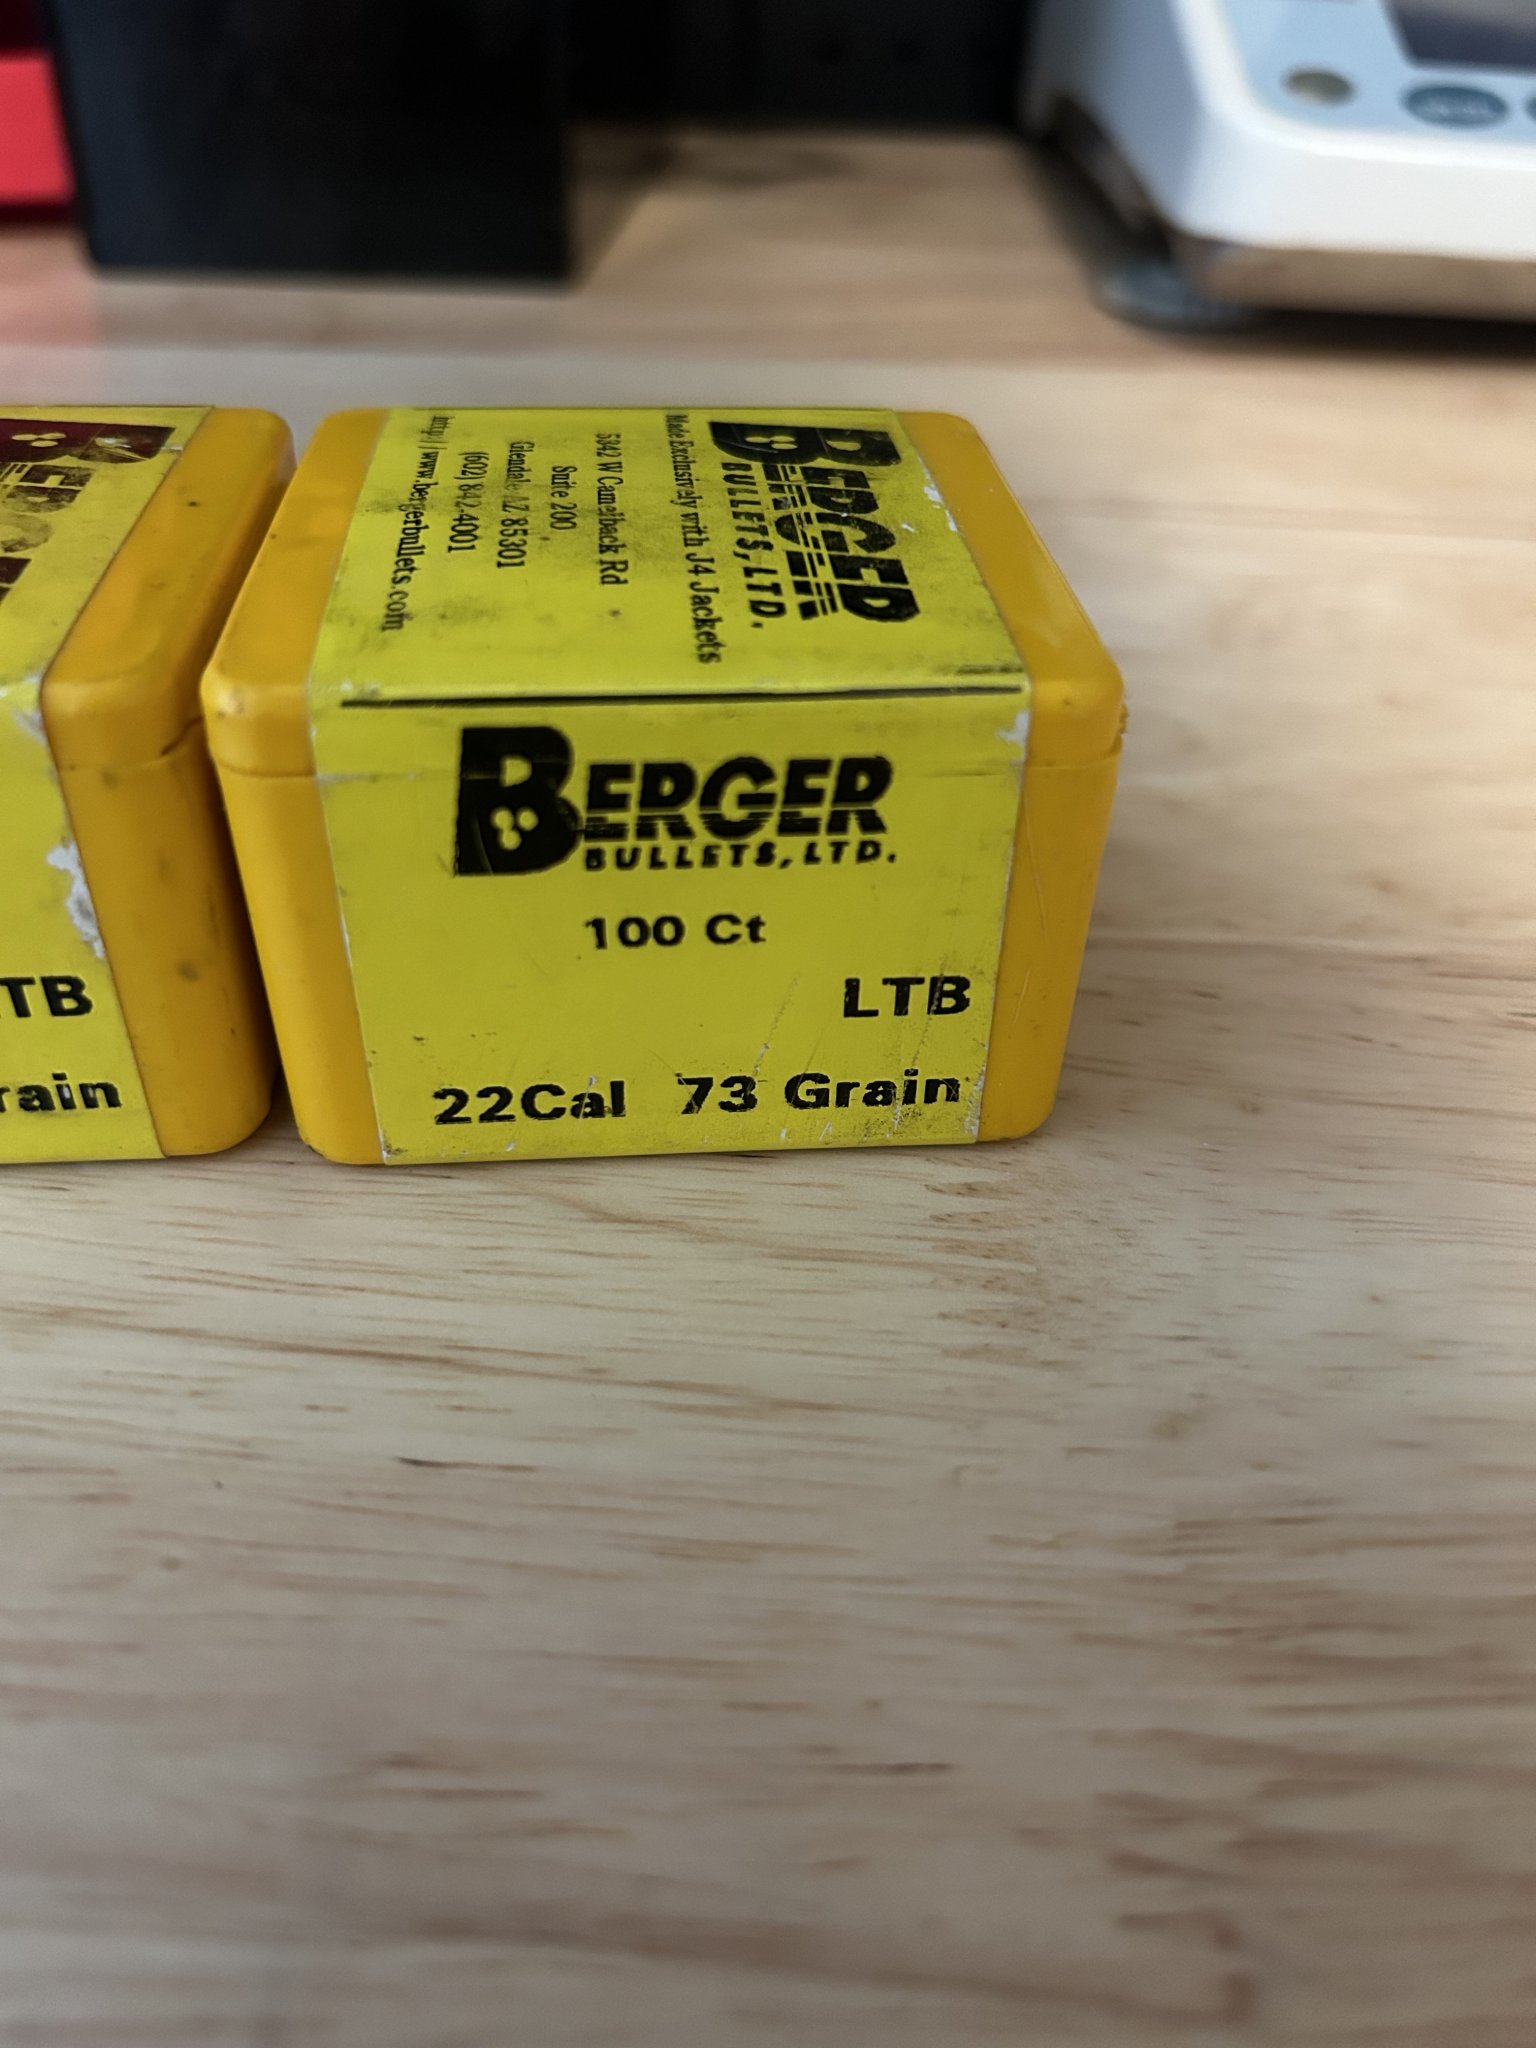 BERGER
BULLETS, LTD.
Made Exclusively with J4 Jackets
5342 W Camelback Rd
Suite 200
Glendale AZ 85301
(602) 842-4001
http://www.bergerbullets.com
BERGER
BULLETS, LTD.
100 Ct
LTB
22Cal 73 Grain
TB
rain